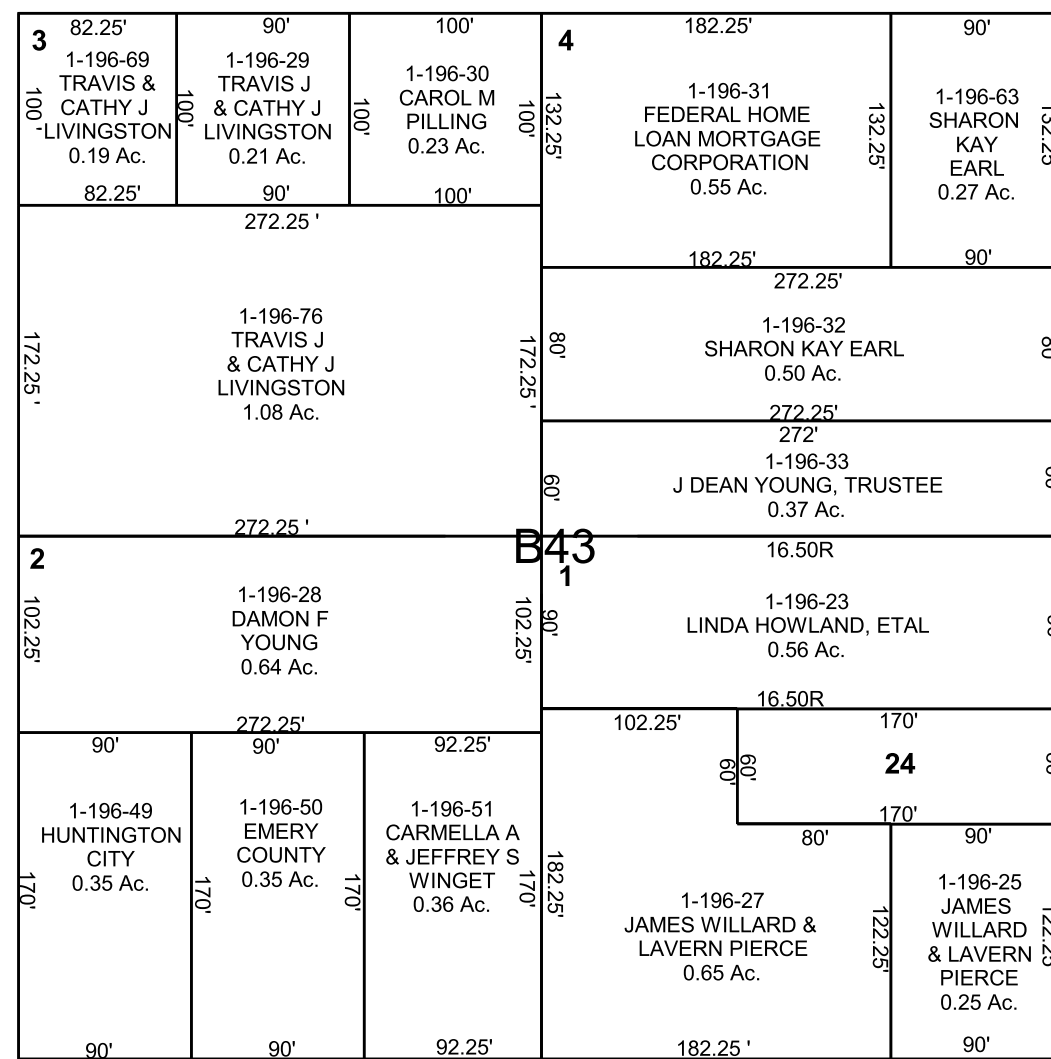 3
82.25'
1-196-69
TRAVIS &
CATHY J
LIVINGSTON
0.19 Ac.
100'
82.25'
90'
1-196-29
TRAVIS J
& CATHY J
LIVINGSTON
0.21 Ac.
100'
100'
90'
100'
1-196-30
CAROL M
PILLING
0.23 Ac.
100'
100'
4
182.25'
132.25'
1-196-31
FEDERAL HOME
LOAN MORTGAGE
CORPORATION
0.55 Ac.
132.25'
182.25'
90'
1-196-63
SHARON
KAY
EARL
0.27 Ac.
132.25
90'
272.25 '
172.25 '
1-196-76
TRAVIS J
& CATHY J
LIVINGSTON
1.08 Ac.
172.25 '
272.25 '
272.25'
80'
1-196-32
SHARON KAY EARL
0.50 Ac.
80
272.25'
272'
60'
1-196-33
J DEAN YOUNG, TRUSTEE
0.37 Ac.
B43
2
102.25'
1-196-28
DAMON F
YOUNG
0.64 Ac.
102.25'
272.25'
1
16.50R
90'
1-196-23
LINDA HOWLAND, ETAL
0.56 Ac.
16.50R
90'
170'
1-196-49
HUNTINGTON
CITY
0.35 Ac.
90'
90'
170'
1-196-50
EMERY
COUNTY
0.35 Ac.
170'
90'
92.25'
1-196-51
CARMELLA A
& JEFFREY S
WINGET
0.36 Ac.
170'
92.25'
102.25'
60'
60'
170'
24
170'
80'
182.25'
1-196-27
JAMES WILLARD &
LAVERN PIERCE
0.65 Ac.
122.25'
182.25 '
90'
1-196-25
JAMES
WILLARD
& LAVERN
PIERCE
0.25 Ac.
122.25
90'